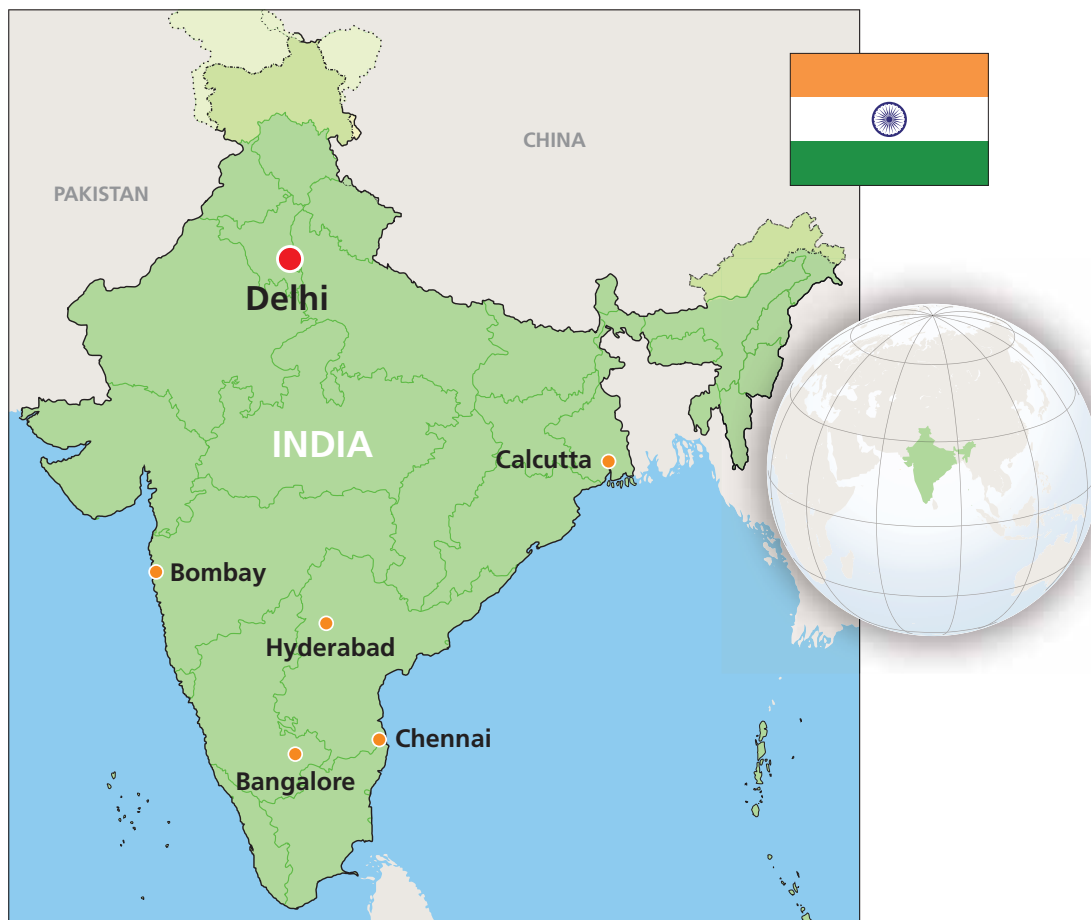 CHINA
PAKISTAN
Delhi
INDIA
Calcutta
Bombay
Hyderabad
Chennai
Bangalore